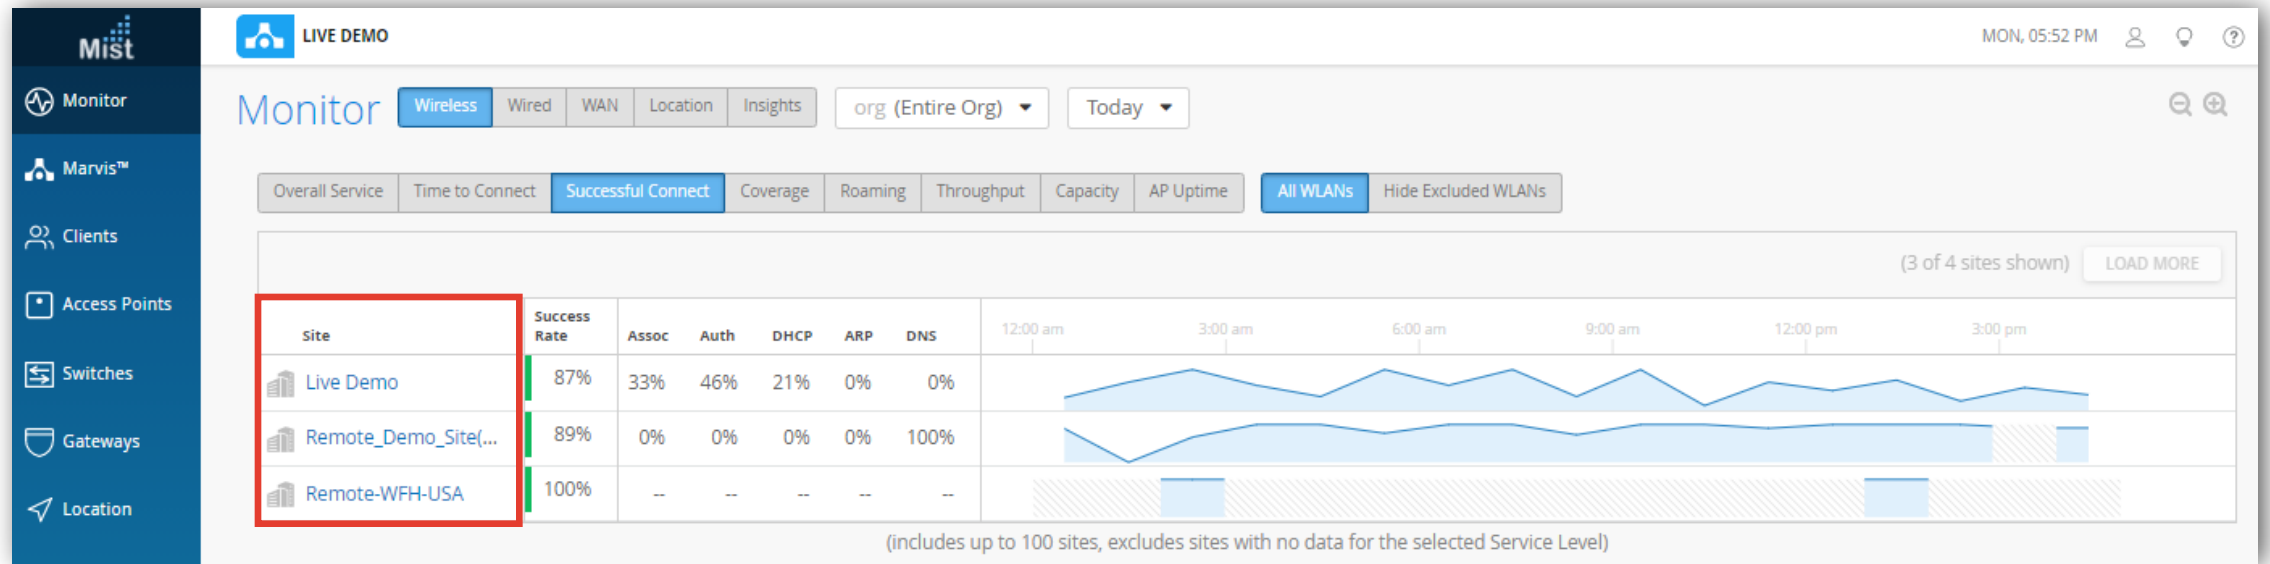 Mist
LIVE DEMO
MON, 05:52 PM
Monitor
Marvis™
Clients
Access Points
Switches
Gateways
Location
Monitor
Wireless Wired WAN Location Insights
org (Entire Org)
Today
Overall Service Time to Connect Successful Connect Coverage Roaming Throughput Capacity AP Uptime
All WLANs Hide Excluded WLANs
(3 of 4 sites shown) LOAD MORE
Site Success Rate Assoc Auth DHCP ARP DNS 12:00 am 3:00 am 6:00 am 9:00 am 12:00 pm 3:00 pm
Live Demo 87% 33% 46% 21% 0% 0%
Remote_Demo_Site(... 89% 0% 0% 0% 0% 100%
Remote-WFH-USA 100% -- -- -- -- --
(includes up to 100 sites, excludes sites with no data for the selected Service Level)